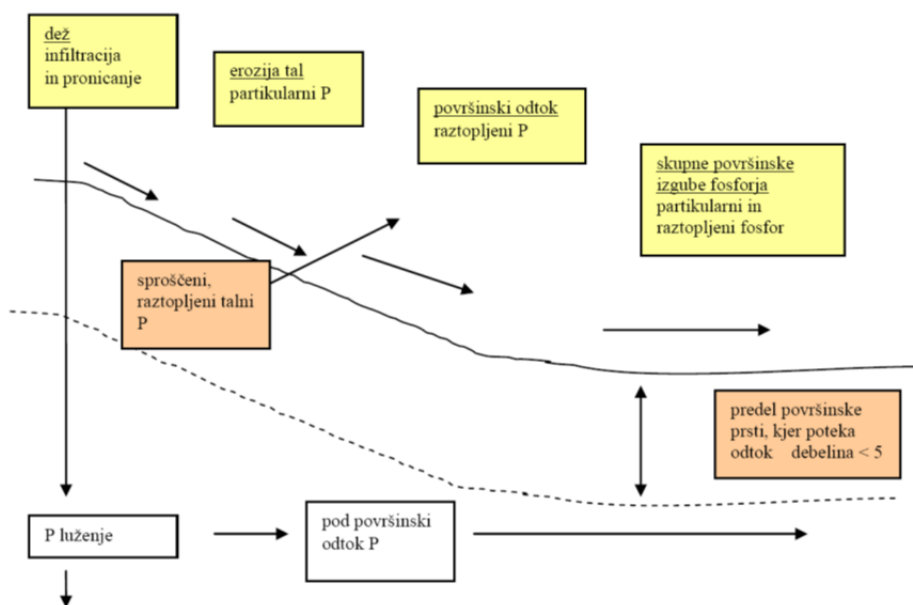 dež
infiltracija
in pronicanje
erozija tal
partikularni P
površinski odtok
raztopljeni P
skupne površinske
izgube fosforja
partikularni in
raztopljeni fosfor
sproščeni,
raztopljeni talni
P
predel površinske
prsti, kjer poteka
odtok debelina < 5
P luženje
pod površinski
odtok P